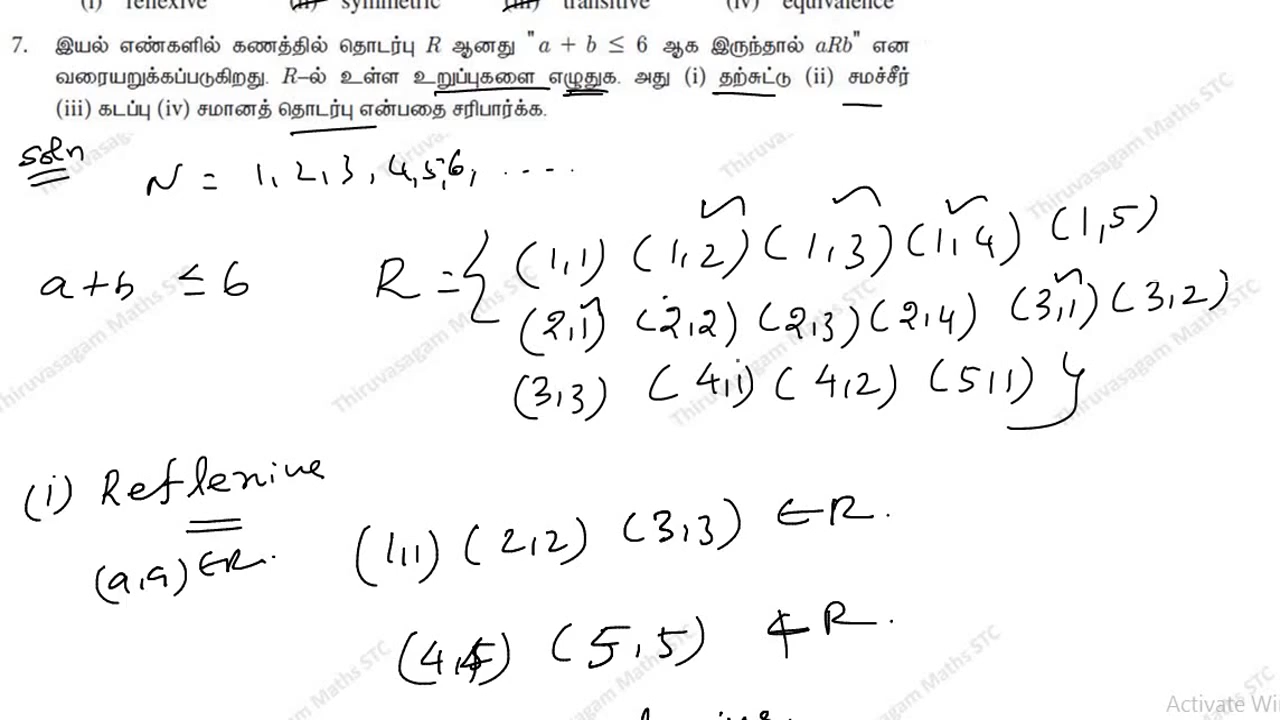 (i) reflexive (ii) symmetric (iii) transitive (iv) equivalence
7. இயல் எண்களில் கணத்தில் தொடர்பு R ஆனது "a + b ≤ 6 ஆக இருந்தால் aRb" என
வரையறுக்கப்படுகிறது. R–ல் உள்ள உறுப்புகளை எழுதுக. அது (i) தற்சுட்டு (ii) சமச்சீர்
(iii) கடப்பு (iv) சமானத் தொடர்பு என்பதை சரிபார்க்க.
Soln
N = 1, 2, 3, 4, 5, 6, ....
a+b ≤ 6 R = { (1,1) (1,2) (1,3) (1,4) (1,5)
(2,1) (2,2) (2,3) (2,4) (3,1) (3,2)
(3,3) (4,1) (4,2) (5,1) }
(i) Reflexive
(a,a) ∈ R. (1,1) (2,2) (3,3) ∈ R.
(4,4) (5,5) ∉ R.
Thiruvasagam Maths STC
Activate Wi